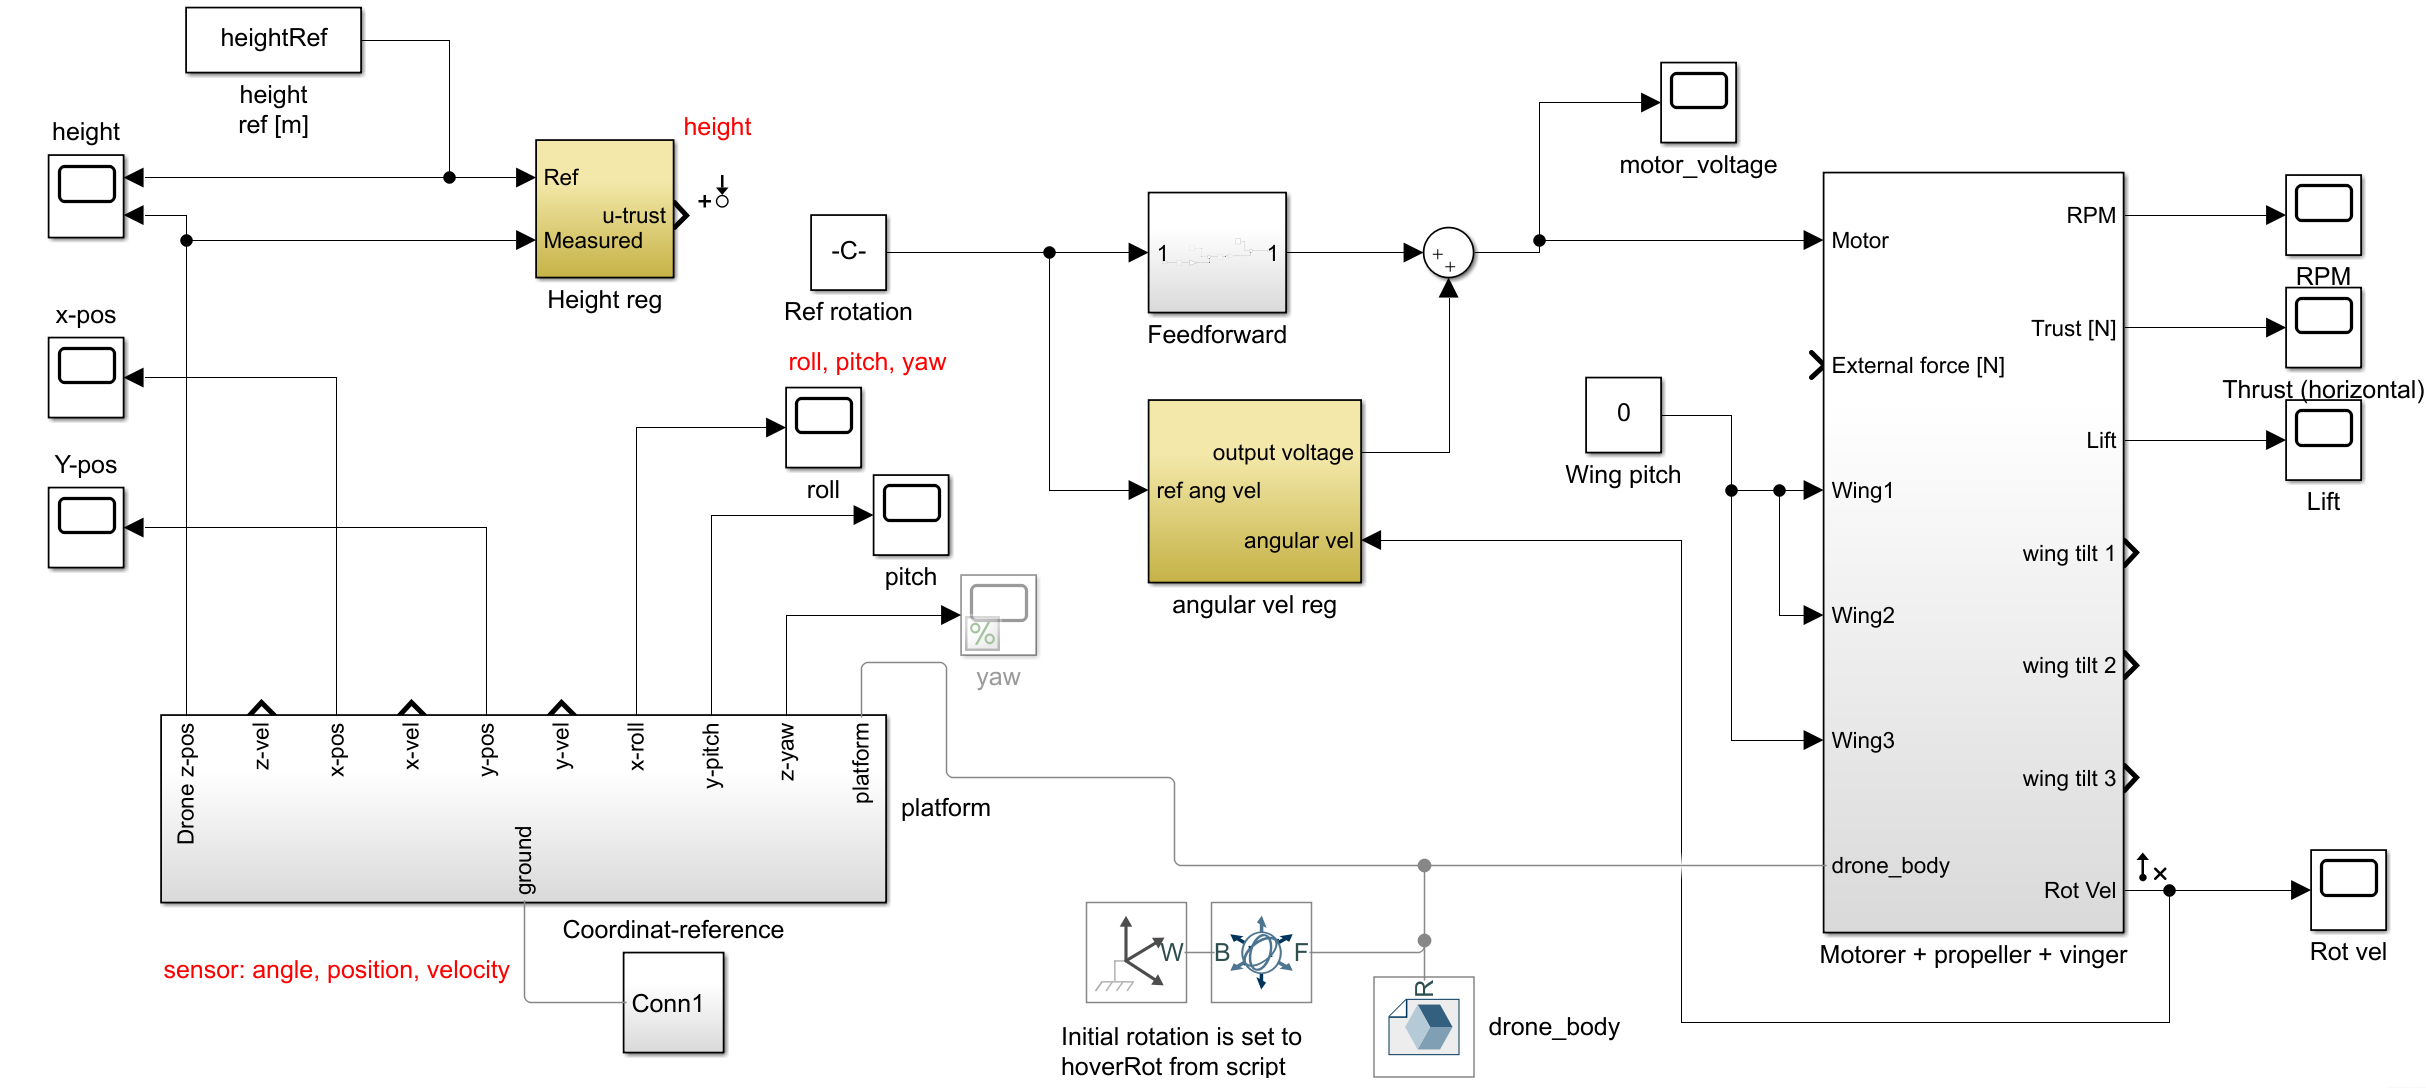 heightRef
height
ref [m]
height
height
Ref
u-trust
Measured
Height reg
x-pos
Y-pos
-C-
Ref rotation
1
1
Feedforward
+
+
motor_voltage
roll, pitch, yaw
roll
pitch
%
yaw
output voltage
ref ang vel
angular vel
angular vel reg
0
Wing pitch
Motor
External force [N]
Wing1
Wing2
Wing3
drone_body
RPM
Trust [N]
Lift
wing tilt 1
wing tilt 2
wing tilt 3
Rot Vel
Motorer + propeller + vinger
RPM
Thrust (horizontal)
Lift
Rot vel
Drone z-pos
z-vel
x-pos
x-vel
y-pos
y-vel
x-roll
y-pitch
z-yaw
platform
ground
platform
Coordinat-reference
sensor: angle, position, velocity
Conn1
W
B
F
R
Initial rotation is set to
hoverRot from script
drone_body